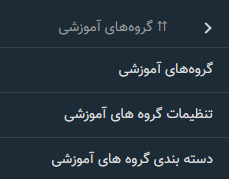 گروه‌های آموزشی
گروه‌های آموزشی
تنظیمات گروه های آموزشی
دسته بندی گروه های آموزشی